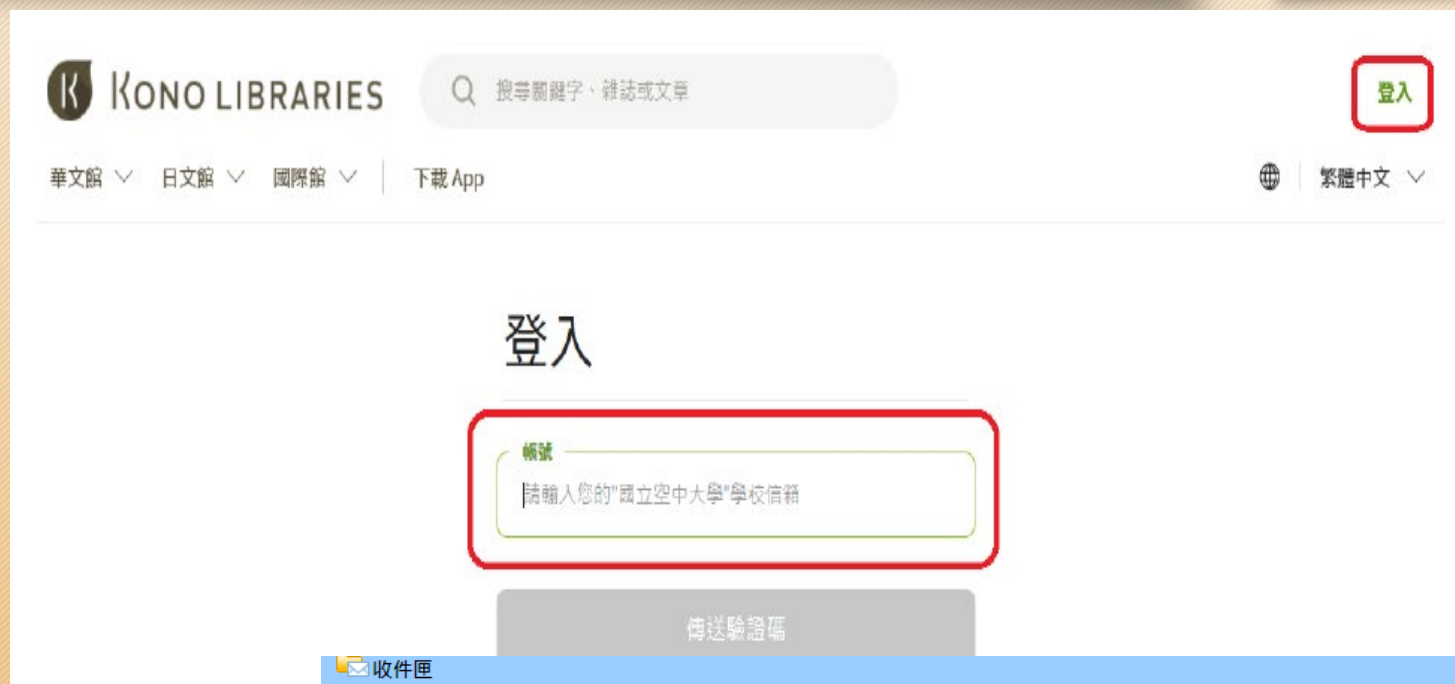 KONO LIBRARIES
搜尋關鍵字、雜誌或文章
登入
華文館 日文館 國際館 下載 App
繁體中文
登入
帳號
請輸入您的"國立空中大學"學校信箱
傳送驗證碼
收件匣